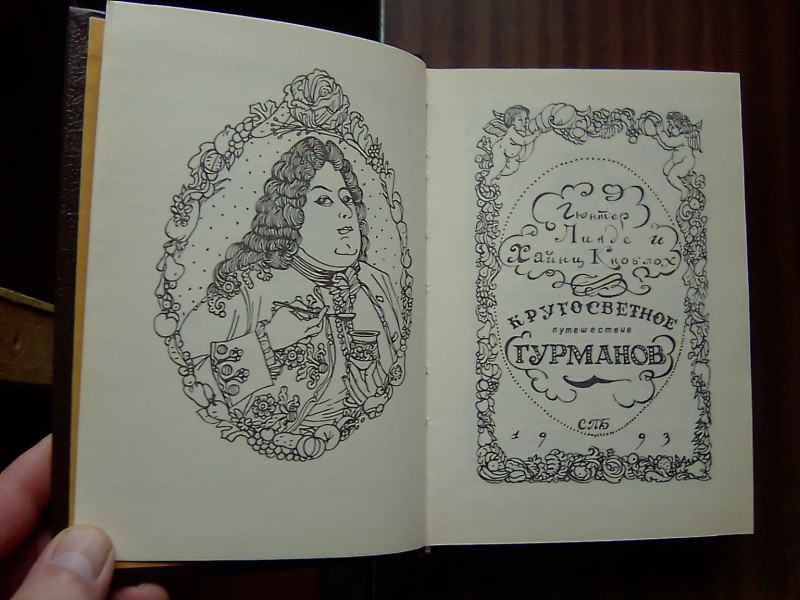 Гюнтер
Линде и
Хайнц Кноблох
КРУГОСВЕТНОЕ
путешествие
ГУРМАНОВ
СПБ
1993